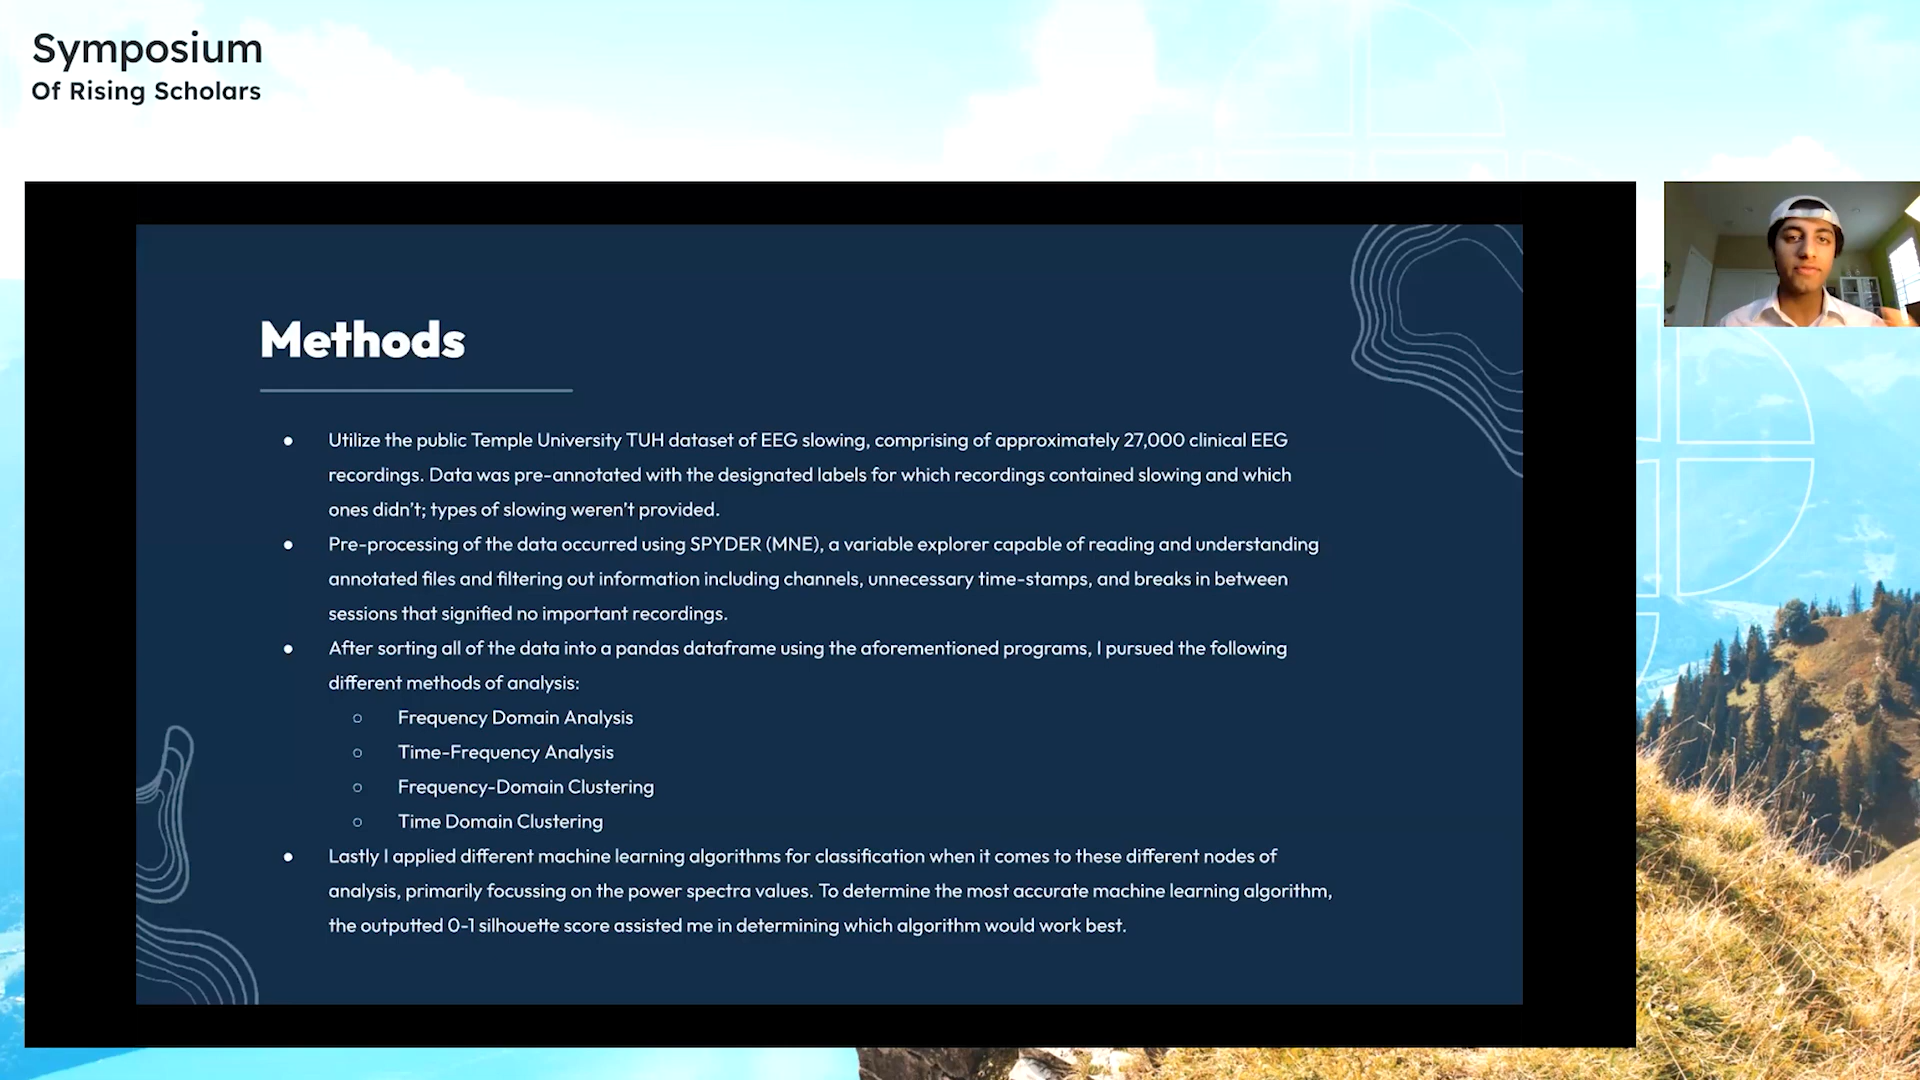 Symposium
Of Rising Scholars
Methods
● Utilize the public Temple University TUH dataset of EEG slowing, comprising of approximately 27,000 clinical EEG
recordings. Data was pre-annotated with the designated labels for which recordings contained slowing and which
ones didn't; types of slowing weren't provided.
● Pre-processing of the data occurred using SPYDER (MNE), a variable explorer capable of reading and understanding
annotated files and filtering out information including channels, unnecessary time-stamps, and breaks in between
sessions that signified no important recordings.
● After sorting all of the data into a pandas dataframe using the aforementioned programs, I pursued the following
different methods of analysis:
○ Frequency Domain Analysis
○ Time-Frequency Analysis
○ Frequency-Domain Clustering
○ Time Domain Clustering
● Lastly I applied different machine learning algorithms for classification when it comes to these different nodes of
analysis, primarily focussing on the power spectra values. To determine the most accurate machine learning algorithm,
the outputted 0-1 silhouette score assisted me in determining which algorithm would work best.